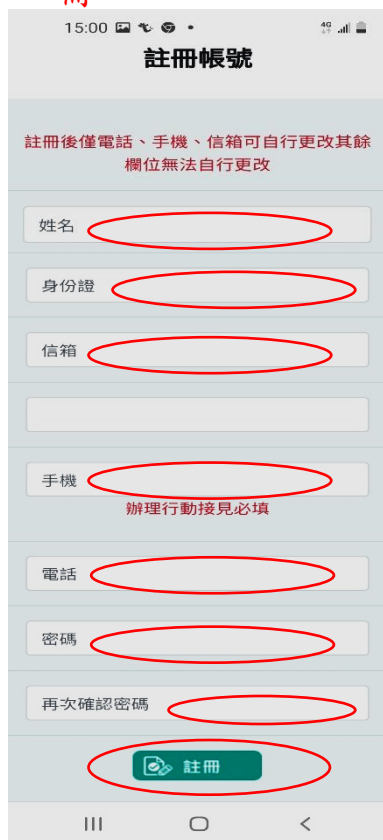 15:00
4G
註冊帳號
註冊後僅電話、手機、信箱可自行更改其餘
欄位無法自行更改
姓名
身份證
信箱
手機
辦理行動接見必填
電話
密碼
再次確認密碼
註冊